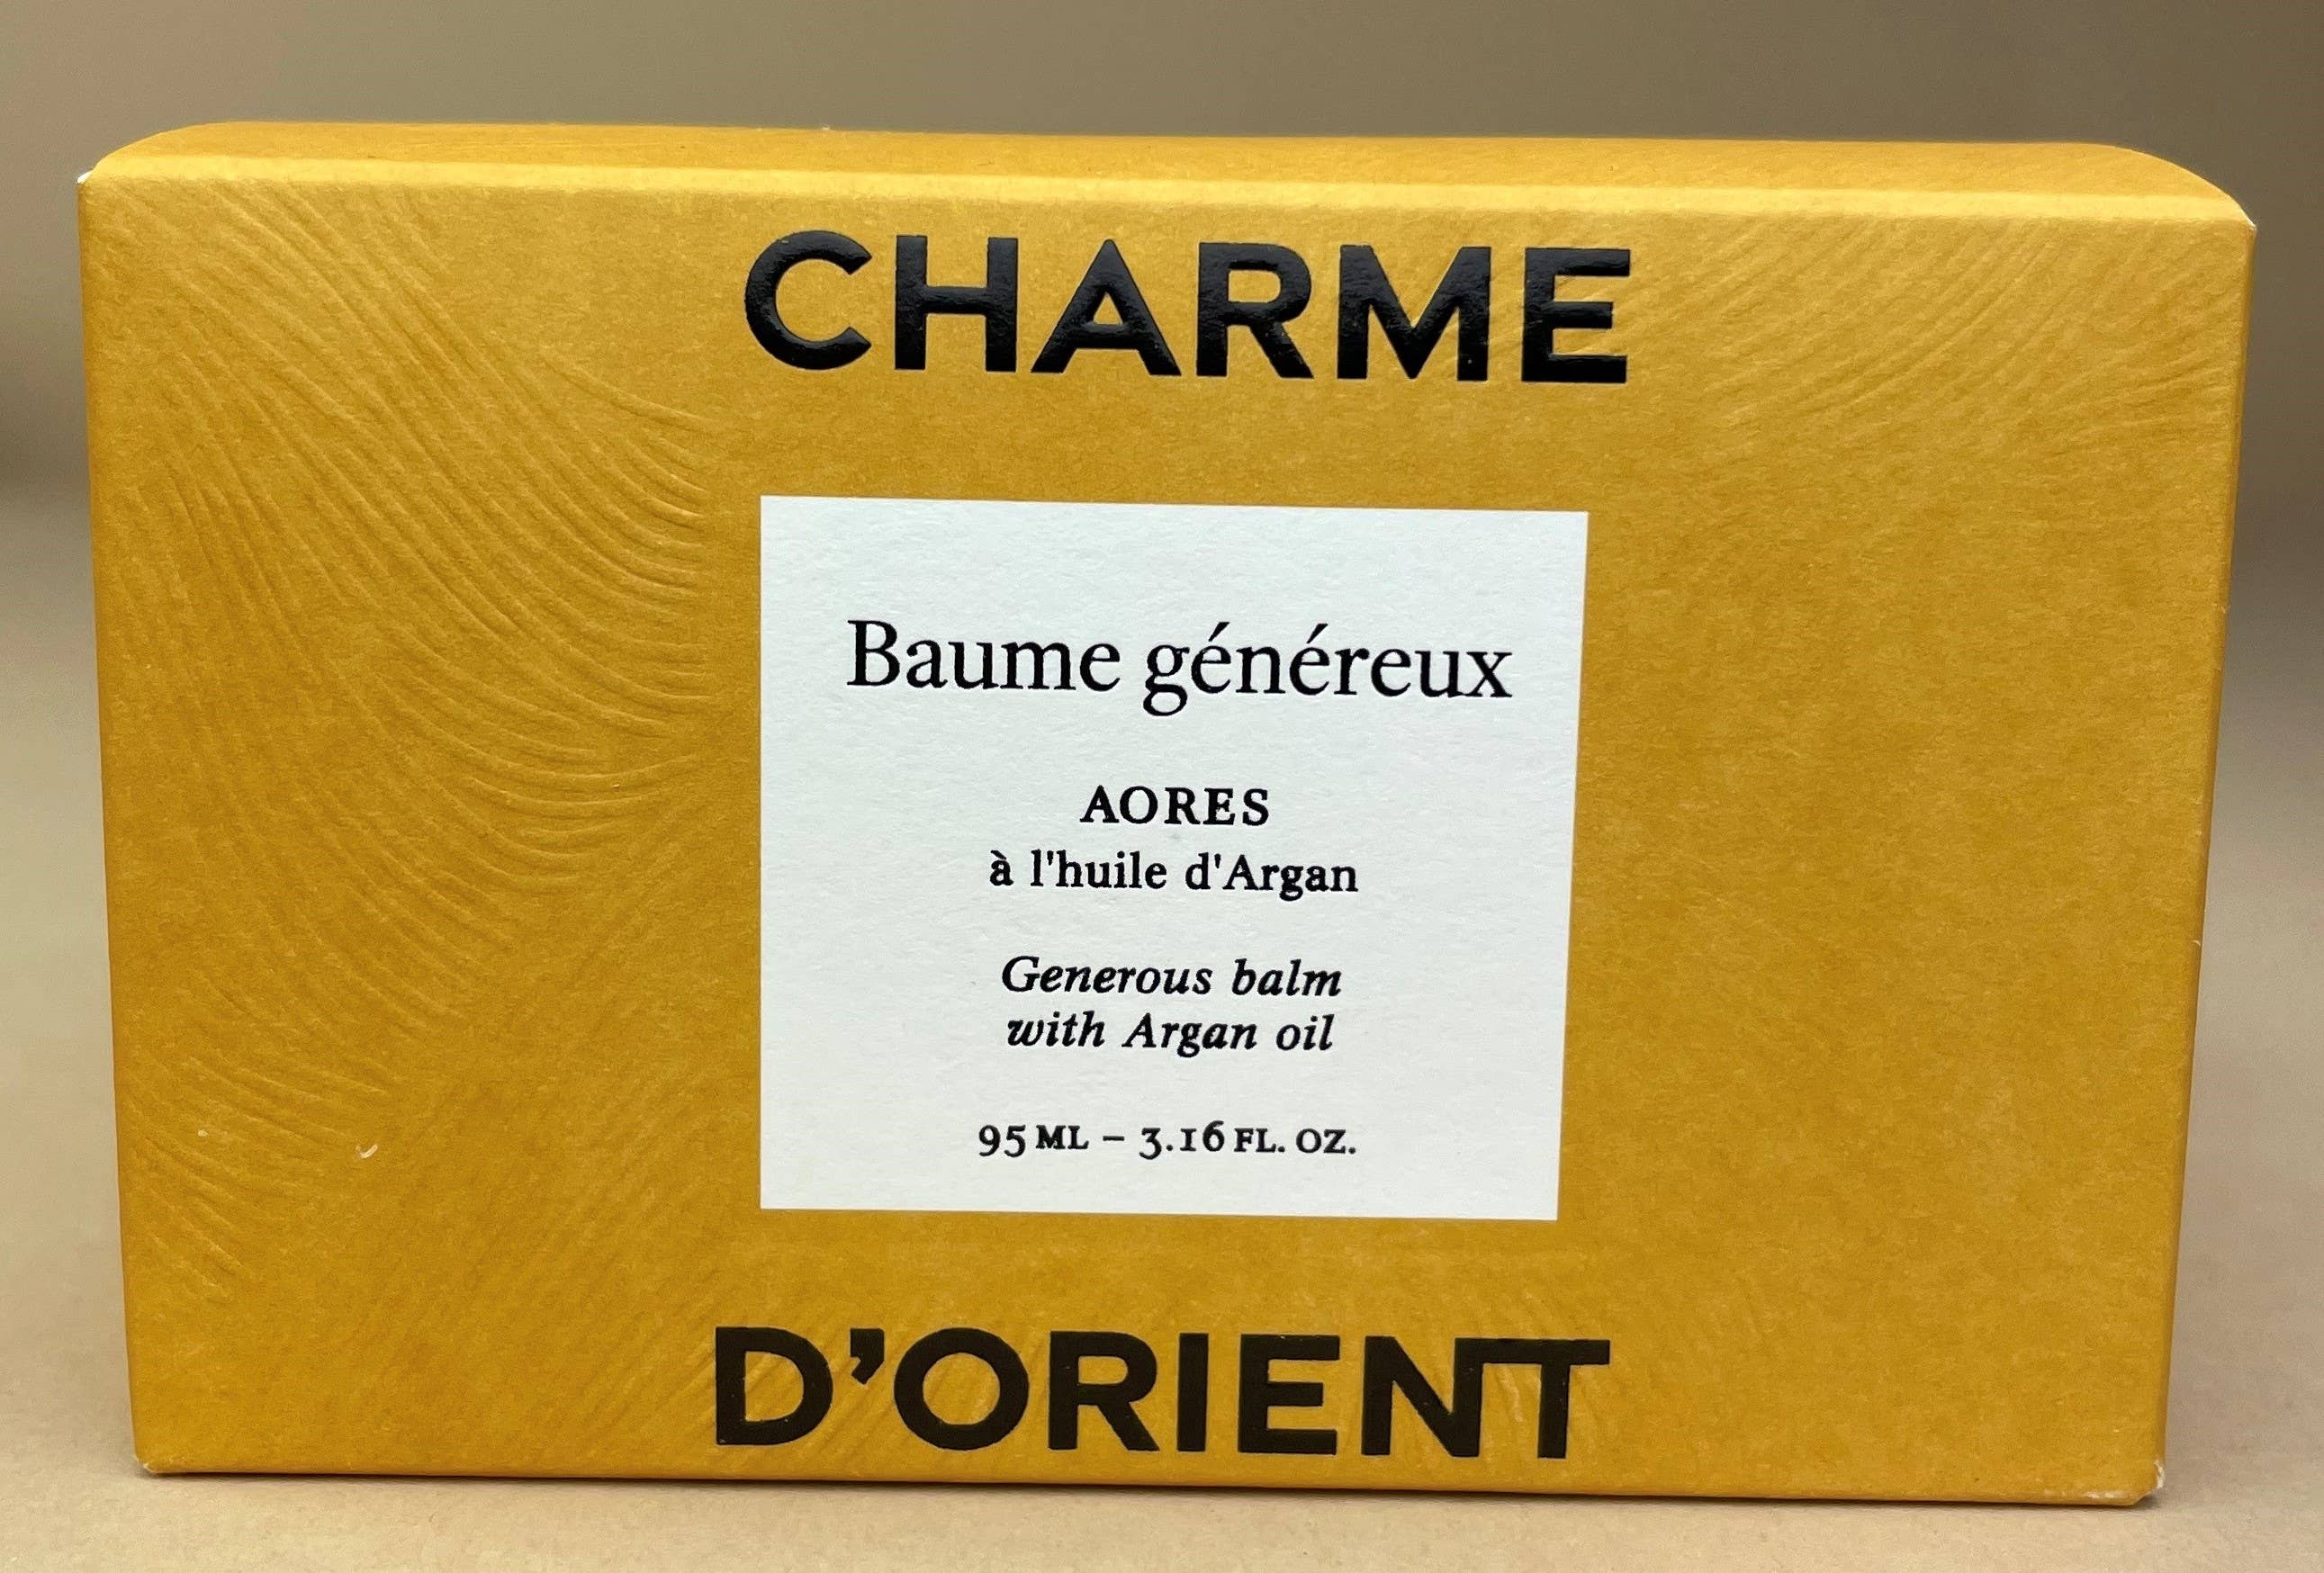 CHARME
Baume généreux
AORES
à l'huile d'Argan
Generous balm
with Argan oil
95 ML – 3.16 FL. OZ.
D'ORIENT